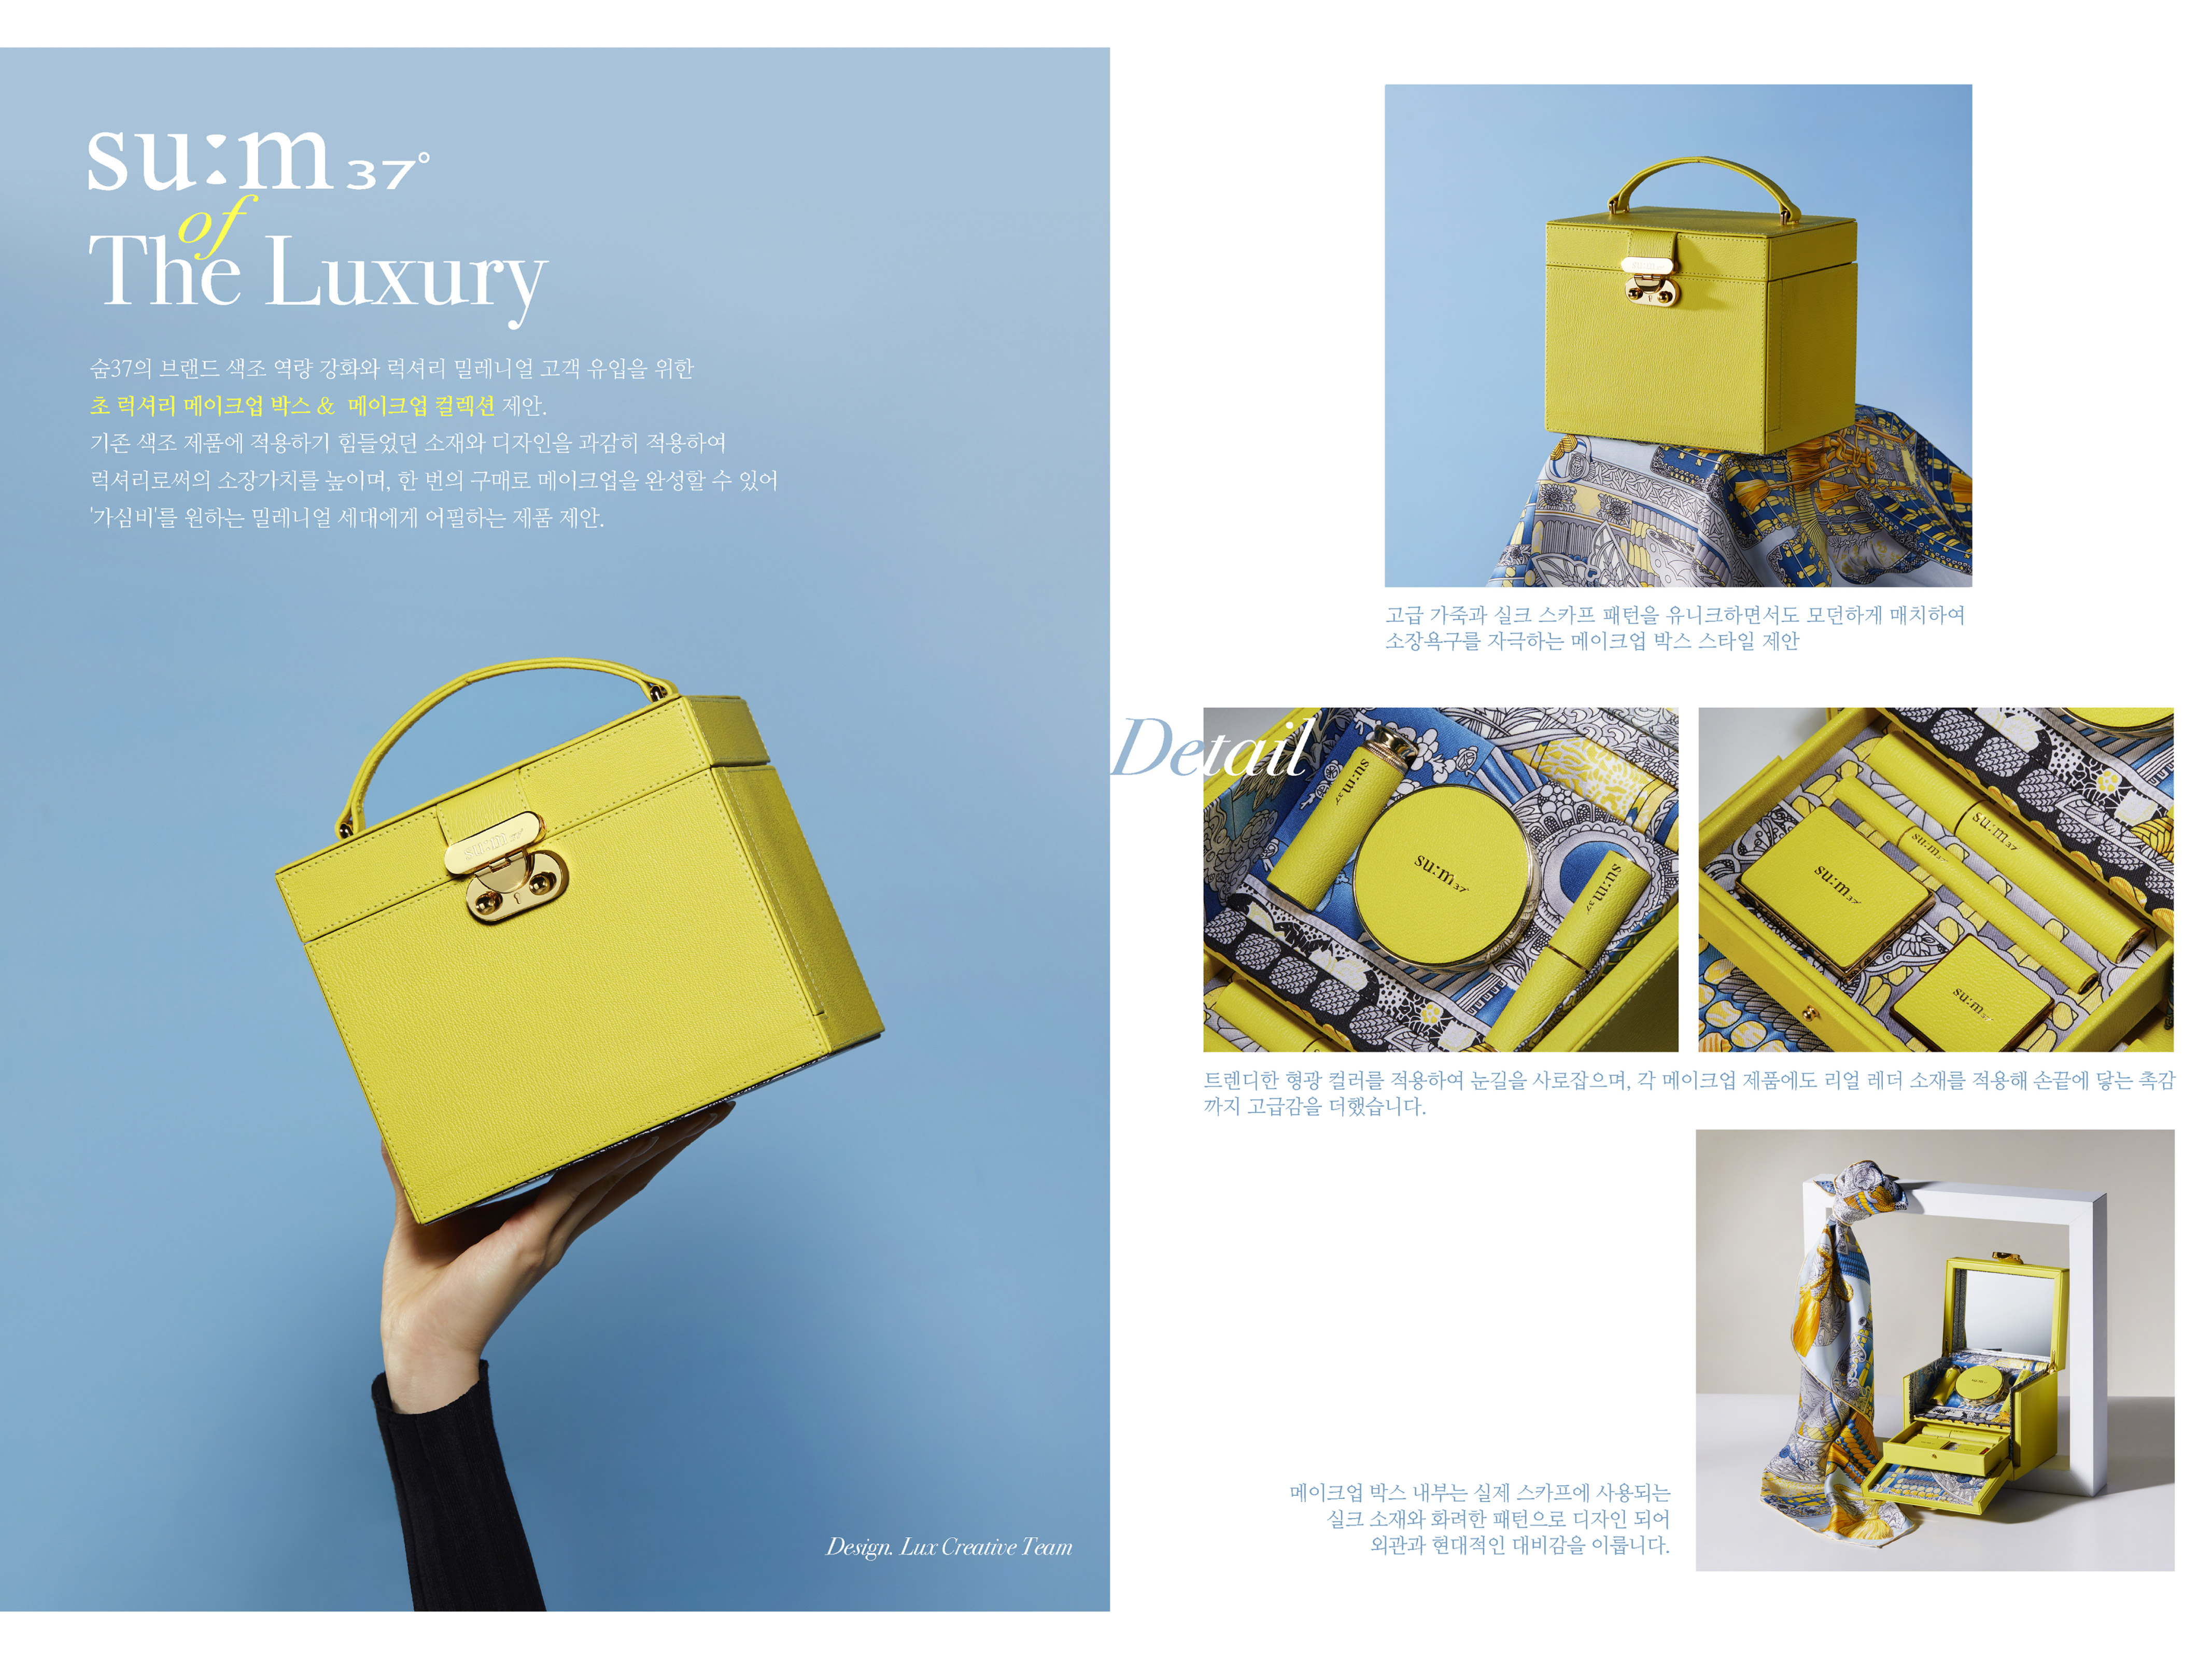 su:m 37°
of
The Luxury
숨37의 브랜드 색조 역량 강화와 럭셔리 밀레니얼 고객 유입을 위한
초 럭셔리 메이크업 박스 & 메이크업 컬렉션 제안.
기존 색조 제품에 적용하기 힘들었던 소재와 디자인을 과감히 적용하여
럭셔리로써의 소장가치를 높이며, 한 번의 구매로 메이크업을 완성할 수 있어
'가심비'를 원하는 밀레니얼 세대에게 어필하는 제품 제안.
su:m37°
Design. Lux Creative Team
고급 가죽과 실크 스카프 패턴을 유니크하면서도 모던하게 매치하여
소장욕구를 자극하는 메이크업 박스 스타일 제안
Detail
su:m37°
su:m37°
su:m37°
su:m37°
su:m37°
su:m37°
su:m37°
트렌디한 형광 컬러를 적용하여 눈길을 사로잡으며, 각 메이크업 제품에도 리얼 레더 소재를 적용해 손끝에 닿는 촉감
까지 고급감을 더했습니다.
메이크업 박스 내부는 실제 스카프에 사용되는
실크 소재와 화려한 패턴으로 디자인 되어
외관과 현대적인 대비감을 이룹니다.